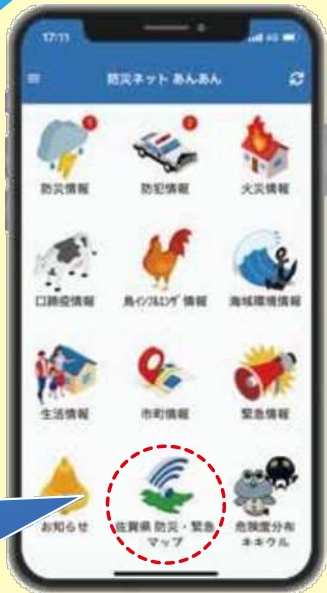 17:11
防災ネット あんあん
防災情報
防犯情報
火災情報
口蹄疫情報
鳥インフルエンザ 情報
海域環境情報
生活情報
市町情報
緊急情報
お知らせ
佐賀県 防災・緊急
マップ
危険度分布
キキクル